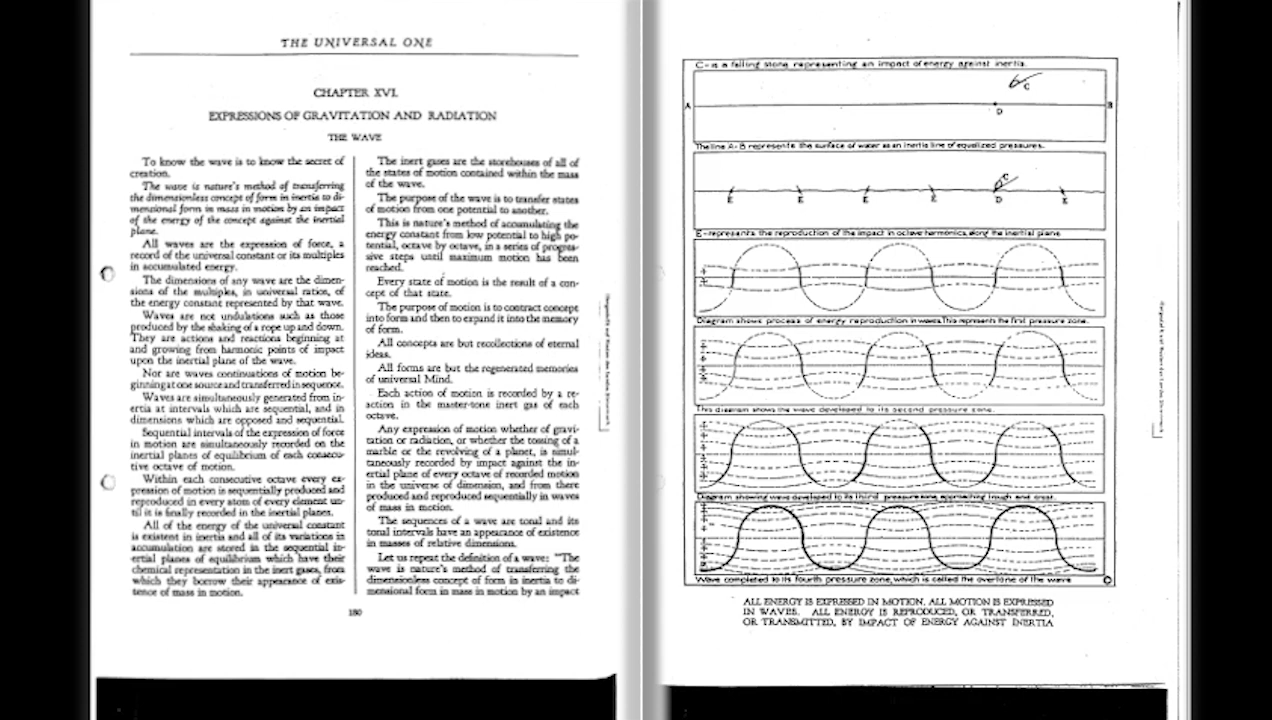 THE UNIVERSAL ONE
CHAPTER XVI.
EXPRESSIONS OF GRAVITATION AND RADIATION
THE WAVE
To know the wave is to know the secret of
creation.
The wave is nature's method of transferring
the dimensionless concept of form in inertia to di-
mensional form in mass in motion by an impact
of the energy of the concept against the inertial
plane.
All waves are the expression of force, a
record of the universal constant or its multiples
in accumulated energy.
The dimensions of any wave are the dimen-
sions of the multiples, in universal ratios, of
the energy constant represented by that wave.
Waves are not undulations such as those
produced by the shaking of a rope up and down.
They are actions and reactions beginning at
and growing from harmonic points of impact
upon the inertial plane of the wave.
Nor are waves continuations of motion be-
ginning at one source and transferred in sequence.
Waves are simultaneously generated from in-
ertia at intervals which are sequential, and in
dimensions which are opposed and sequential.
Sequential intervals of the expression of force
in motion are simultaneously recorded on the
inertial planes of equilibrium of each consecu-
tive octave of motion.
Within each consecutive octave every ex-
pression of motion is sequentially produced and
reproduced in every atom of every element un-
til it is finally recorded in the inertial planes.
All of the energy of the universal constant
is existent in inertia and all of its variations in
accumulation are stored in the sequential in-
ertial planes of equilibrium which have their
chemical representation in the inert gases, from
which they borrow their appearance of exis-
tence of mass in motion.
The inert gases are the storehouses of all of
the states of motion contained within the mass
of the wave.
The purpose of the wave is to transfer states
of motion from one potential to another.
This is nature's method of accumulating the
energy constant from low potential to high po-
tential, octave by octave, in a series of progres-
sive steps until maximum motion has been
reached.
Every state of motion is the result of a con-
cept of that state.
The purpose of motion is to contract concept
into form and then to expand it into the memory
of form.
All concepts are but recollections of eternal
ideas.
All forms are but the regenerated memories
of universal Mind.
Each action of motion is recorded by a re-
action in the master-tone inert gas of each
octave.
Any expression of motion whether of gravi-
tation or radiation, or whether the tossing of a
marble or the revolving of a planet, is simul-
taneously recorded by impact against the in-
ertial plane of every octave of recorded motion
in the universe of dimension, and from there
produced and reproduced sequentially in waves
of mass in motion.
The sequences of a wave are tonal and its
tonal intervals have an appearance of existence
in masses of relative dimensions.
Let us repeat the definition of a wave: "The
wave is nature's method of transferring the
dimensionless concept of form in inertia to di-
mensional form in mass in motion by an impact
180
C-is a falling stone representing an impact of energy against inertia.
C
A B
D
The line A-B represents the surface of water as an inertia line of equalized pressures.
C
E E E E D E
E-represents the reproduction of the impact in octave harmonics, along the inertial plane.
Diagram shows process of energy reproduction in waves. This represents the first pressure zone.
This diagram shows the wave developed to its second pressure zone.
Diagram showing wave developed to its third pressure zone, approaching trough and crest.
Wave completed to its fourth pressure zone, which is called the overtone of the wave
ALL ENERGY IS EXPRESSED IN MOTION. ALL MOTION IS EXPRESSED
IN WAVES. ALL ENERGY IS REPRODUCED, OR TRANSFERRED,
OR TRANSMITTED, BY IMPACT OF ENERGY AGAINST INERTIA